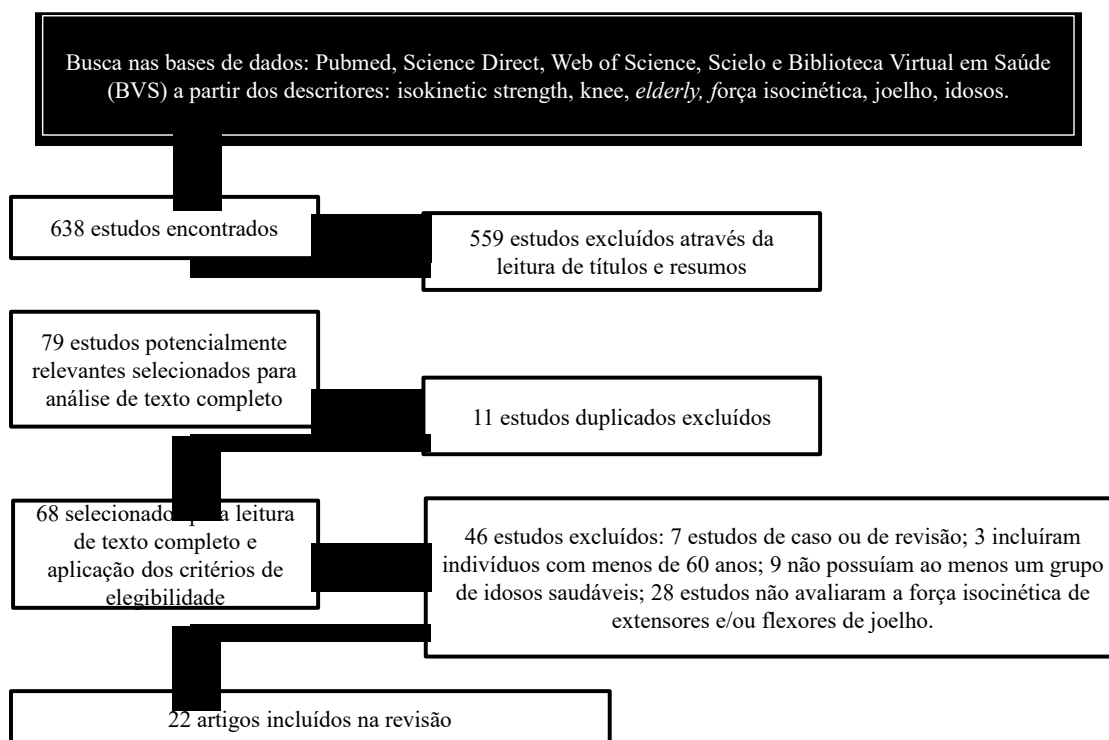 Busca nas bases de dados: Pubmed, Science Direct, Web of Science, Scielo e Biblioteca Virtual em Saúde
(BVS) a partir dos descritores: isokinetic strength, knee, elderly, força isocinética, joelho, idosos.
638 estudos encontrados
559 estudos excluídos através da
leitura de títulos e resumos
79 estudos potencialmente
relevantes selecionados para
análise de texto completo
11 estudos duplicados excluídos
68 selecionados leitura
de texto completo e
aplicação dos critérios de
elegibilidade
46 estudos excluídos: 7 estudos de caso ou de revisão; 3 incluíram
indivíduos com menos de 60 anos; 9 não possuíam ao menos um grupo
de idosos saudáveis; 28 estudos não avaliaram a força isocinética de
extensores e/ou flexores de joelho.
22 artigos incluídos na revisão